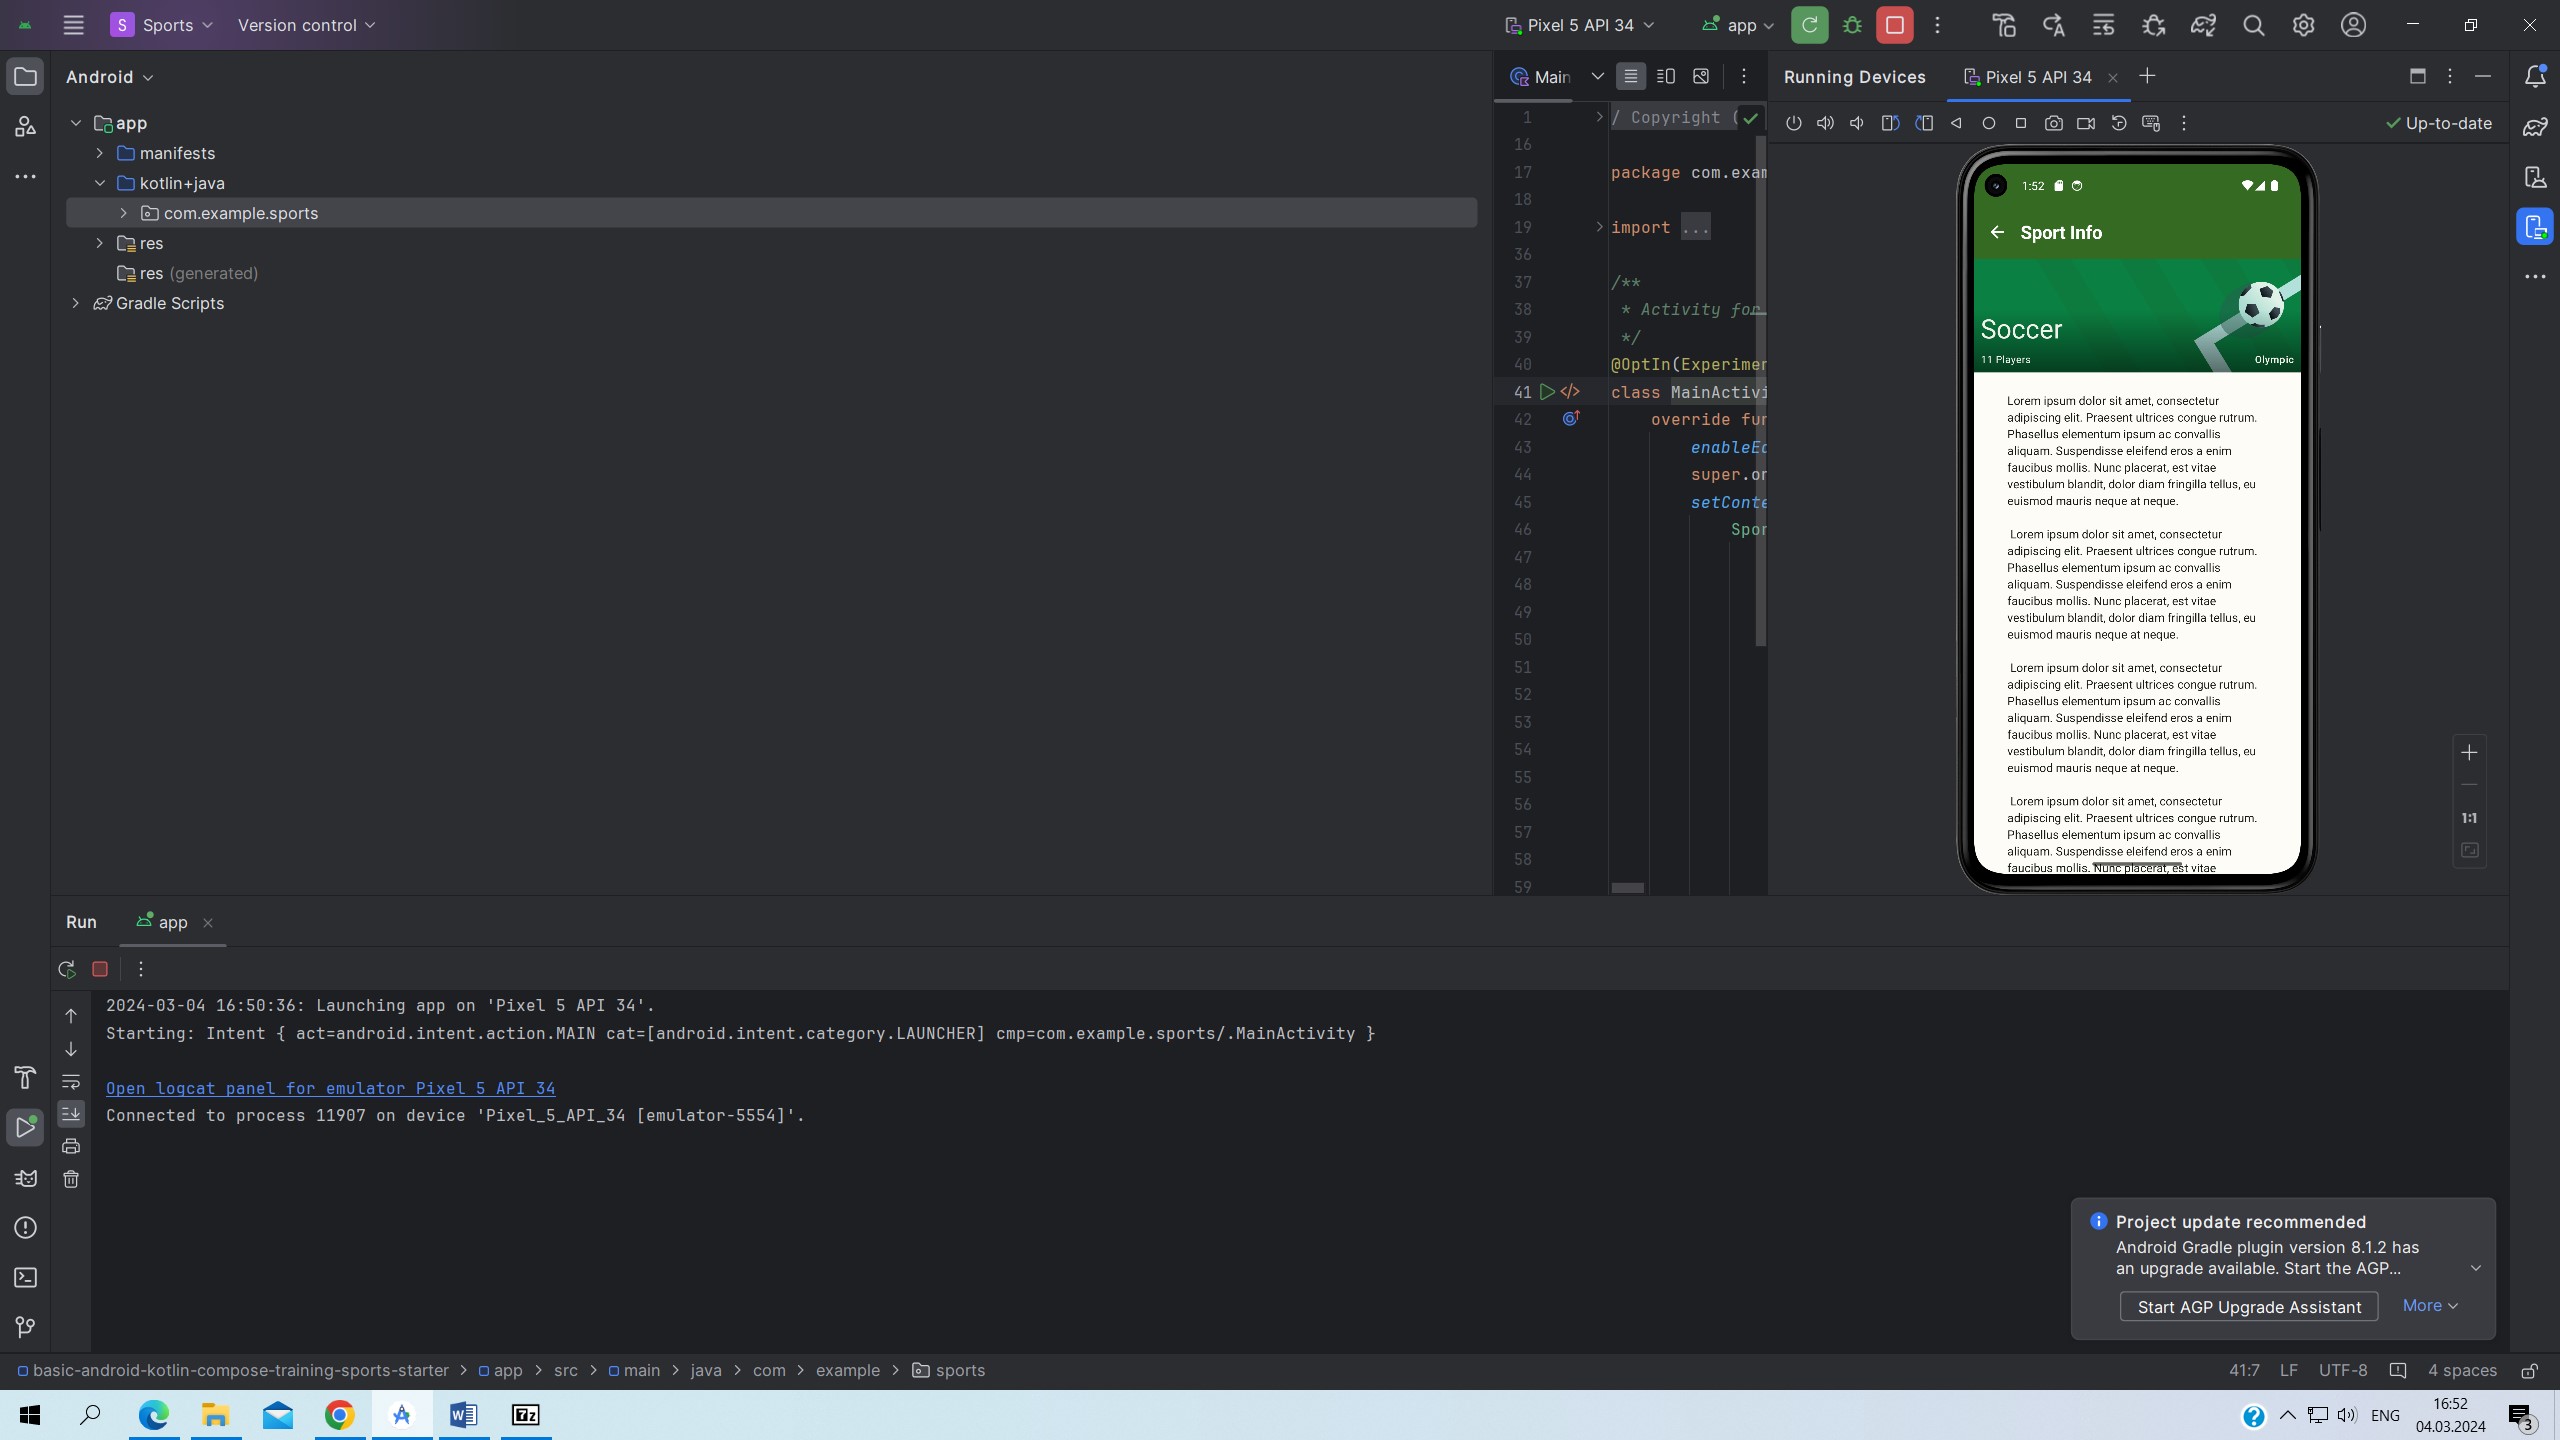 S Sports Version control
Pixel 5 API 34 app
Android
app
manifests
kotlin+java
com.example.sports
res
res (generated)
Gradle Scripts
Main
1 / Copyright (
16
17 package com.exam
18
19 import ...
36
37 /**
38 * Activity for
39 */
40 @OptIn(Experimen
41 class MainActivi
42 override fun
43 enableEd
44 super.on
45 setConte
46 Spor
47
48
49
50
51
52
53
54
55
56
57
58
59
Running Devices Pixel 5 API 34
Up-to-date
1:52
Sport Info
Soccer
11 Players Olympic
Lorem ipsum dolor sit amet, consectetur
adipiscing elit. Praesent ultrices congue rutrum.
Phasellus elementum ipsum ac convallis
aliquam. Suspendisse eleifend eros a enim
faucibus mollis. Nunc placerat, est vitae
vestibulum blandit, dolor diam fringilla tellus, eu
euismod mauris neque at neque.
Lorem ipsum dolor sit amet, consectetur
adipiscing elit. Praesent ultrices congue rutrum.
Phasellus elementum ipsum ac convallis
aliquam. Suspendisse eleifend eros a enim
faucibus mollis. Nunc placerat, est vitae
vestibulum blandit, dolor diam fringilla tellus, eu
euismod mauris neque at neque.
Lorem ipsum dolor sit amet, consectetur
adipiscing elit. Praesent ultrices congue rutrum.
Phasellus elementum ipsum ac convallis
aliquam. Suspendisse eleifend eros a enim
faucibus mollis. Nunc placerat, est vitae
vestibulum blandit, dolor diam fringilla tellus, eu
euismod mauris neque at neque.
Lorem ipsum dolor sit amet, consectetur
adipiscing elit. Praesent ultrices congue rutrum.
Phasellus elementum ipsum ac convallis
aliquam. Suspendisse eleifend eros a enim
faucibus mollis. Nunc placerat, est vitae
1:1
Run app
2024-03-04 16:50:36: Launching app on 'Pixel 5 API 34'.
Starting: Intent { act=android.intent.action.MAIN cat=[android.intent.category.LAUNCHER] cmp=com.example.sports/.MainActivity }
Open logcat panel for emulator Pixel 5 API 34
Connected to process 11907 on device 'Pixel_5_API_34 [emulator-5554]'.
Project update recommended
Android Gradle plugin version 8.1.2 has
an upgrade available. Start the AGP...
Start AGP Upgrade Assistant More
basic-android-kotlin-compose-training-sports-starter > app > src > main > java > com > example > sports
41:7 LF UTF-8 4 spaces
W 7z
ENG
16:52
04.03.2024
3